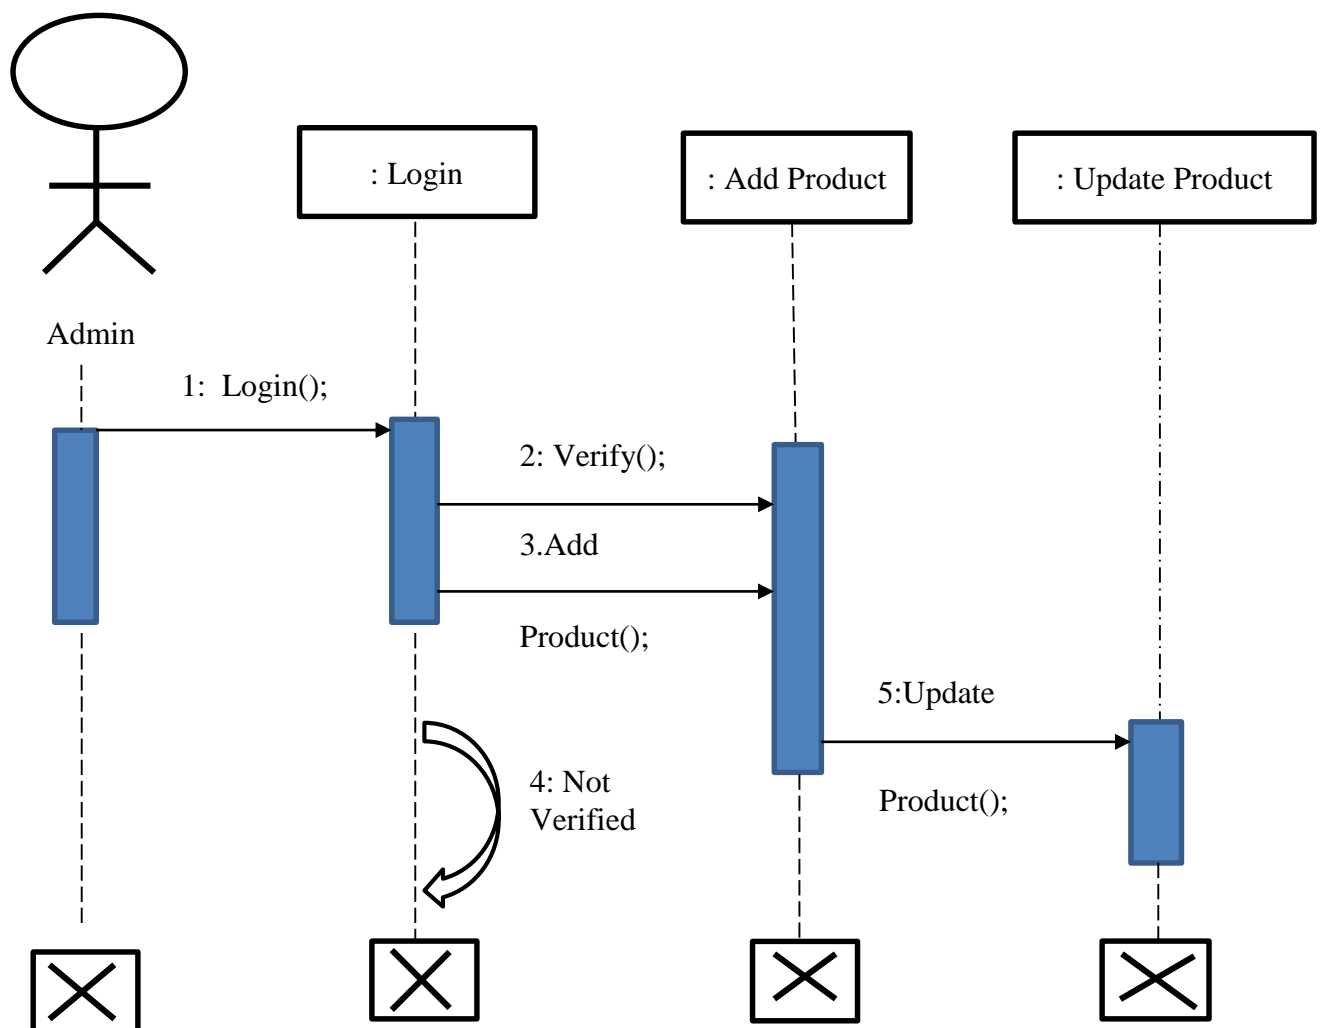 : Login
: Add Product
: Update Product
Admin
1:  Login();
2: Verify();
3.Add
Product();
5:Update
Product();
4: Not
Verified